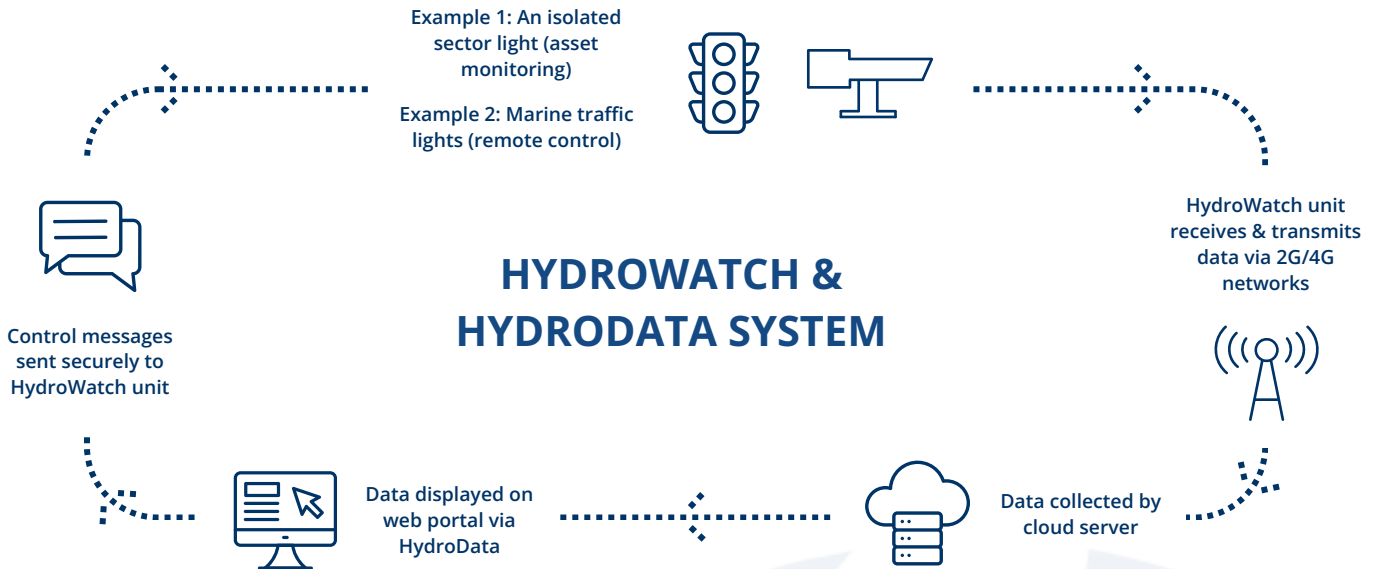 Example 1: An isolated
sector light (asset
monitoring)
Example 2: Marine traffic
lights (remote control)
HydroWatch unit
receives & transmits
data via 2G/4G
networks
HYDROWATCH &
HYDRODATA SYSTEM
Control messages
sent securely to
HydroWatch unit
Data displayed on
web portal via
HydroData
Data collected by
cloud server